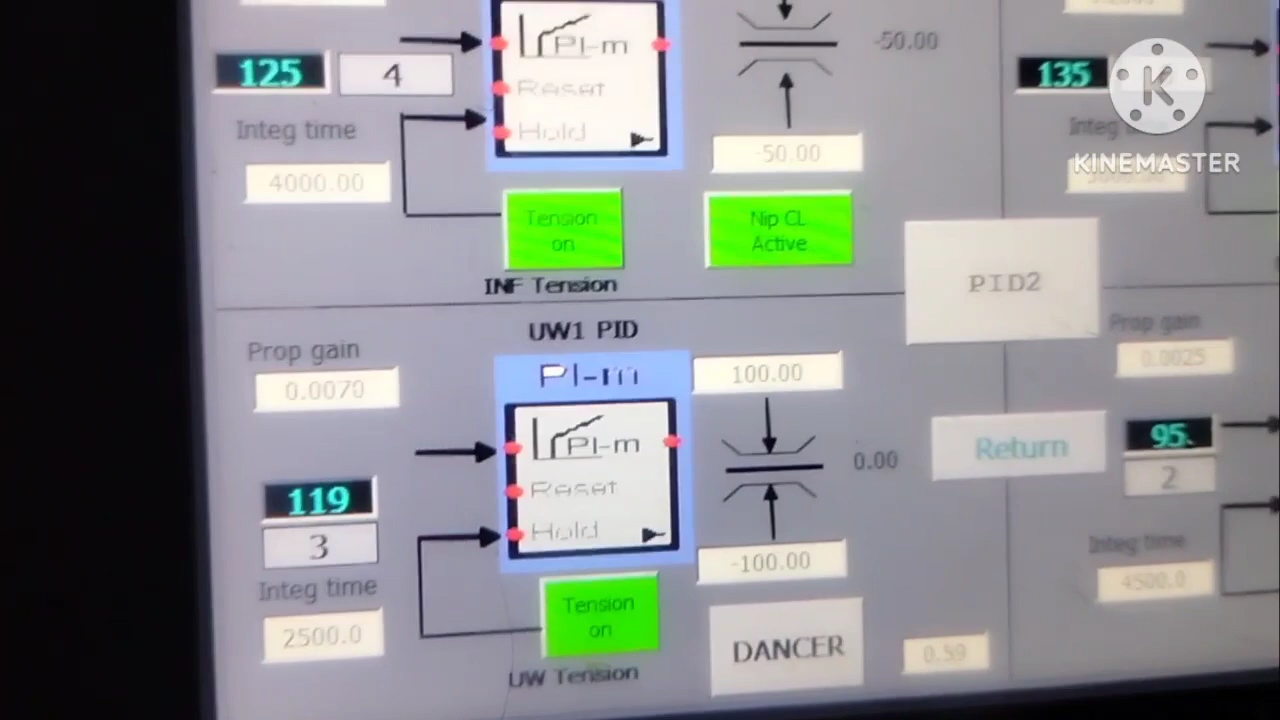 PI-m
-50.00
125
4
135
Reset
Integ time
Hold
-50.00
KINEMASTER
4000.00
Tension
on
Nip CL
Active
INF Tension
PID2
UW1 PID
Prop gain
Prop gain
PI-m
100.00
0.0070
0.0025
PI-m
0.00
Return
95
2
119
Reset
3
Hold
-100.00
Integ time
Integ time
4500.0
2500.0
Tension
on
DANCER
0.59
UW Tension